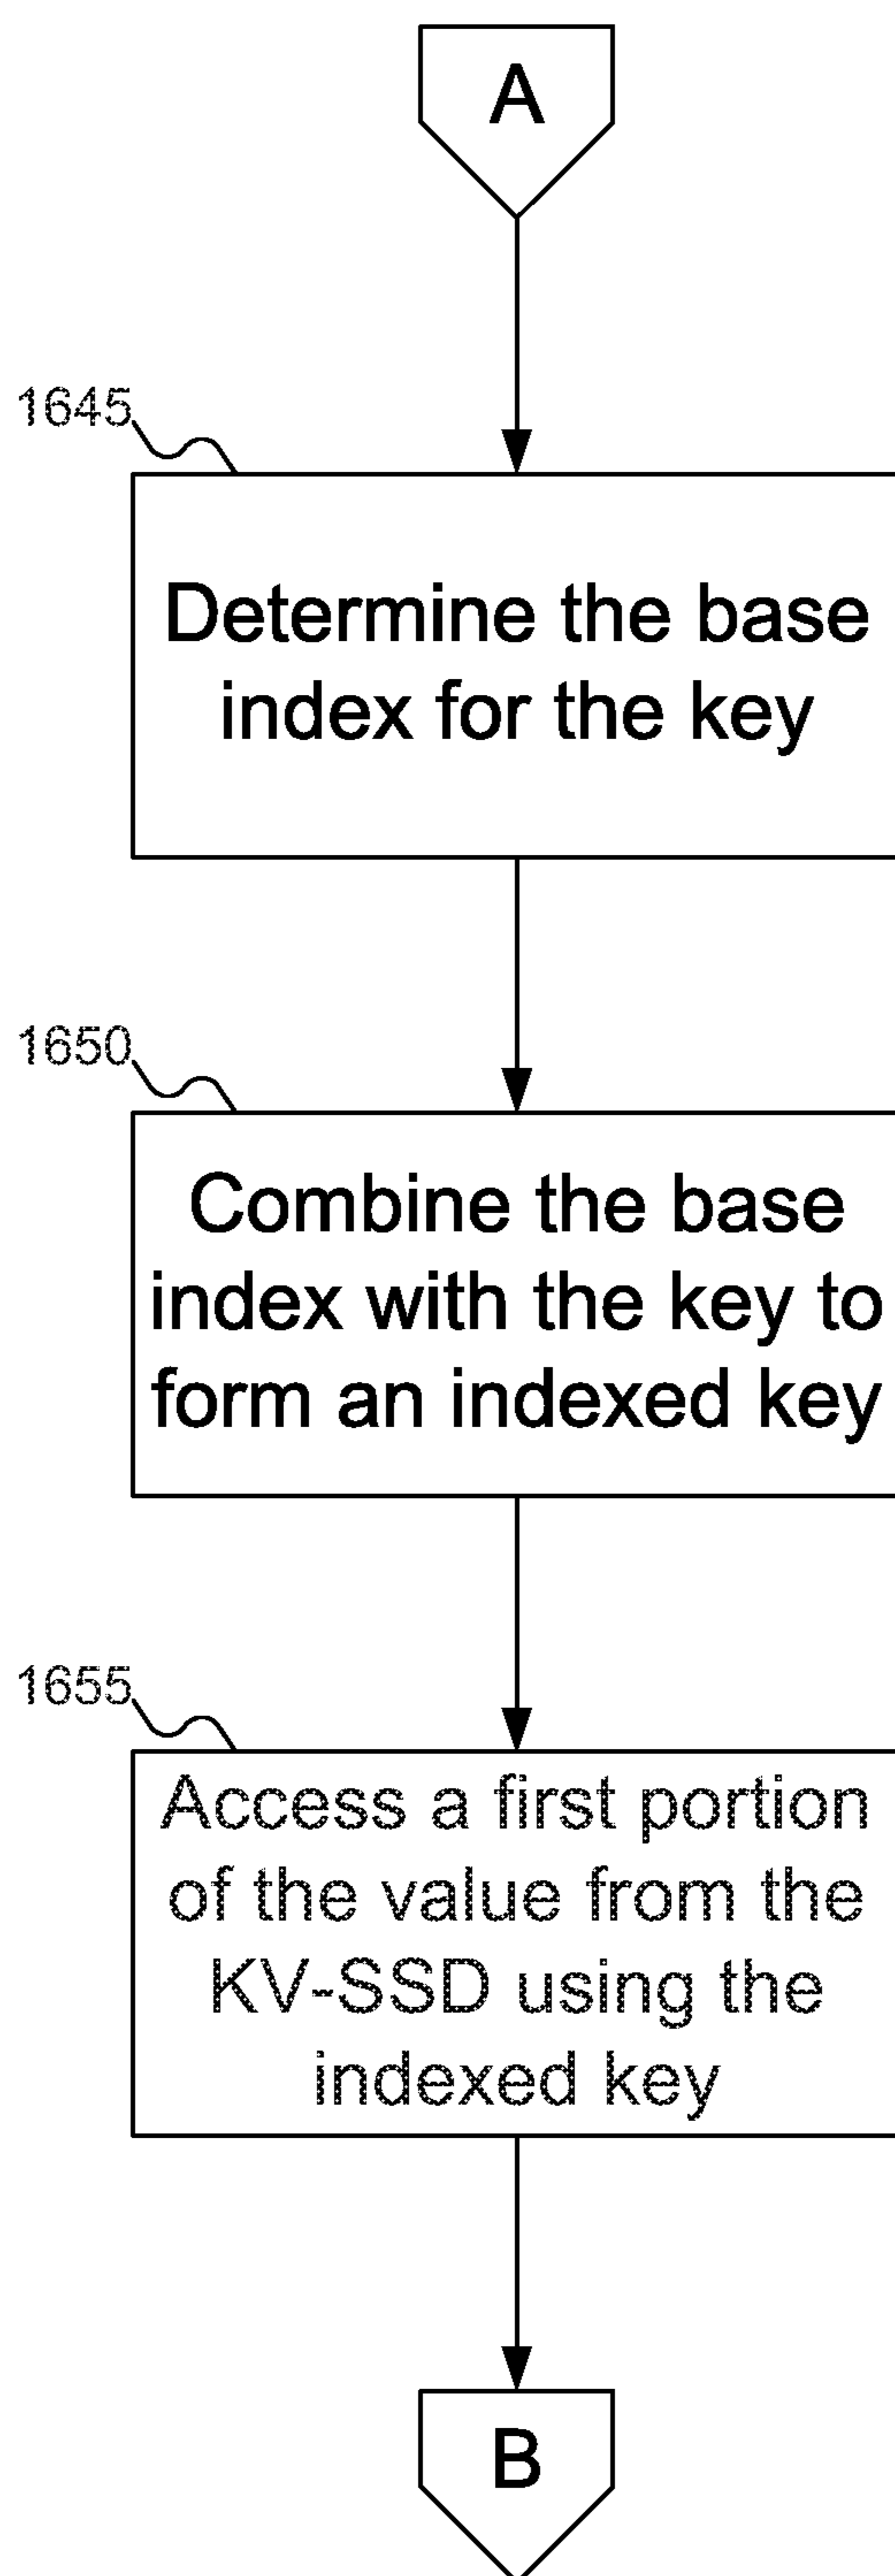 A
1645
Determine the base
index for the key
1650
Combine the base
index with the key to
form an indexed key
1655
Access a first portion
of the value from the
KV-SSD using the
indexed key
B